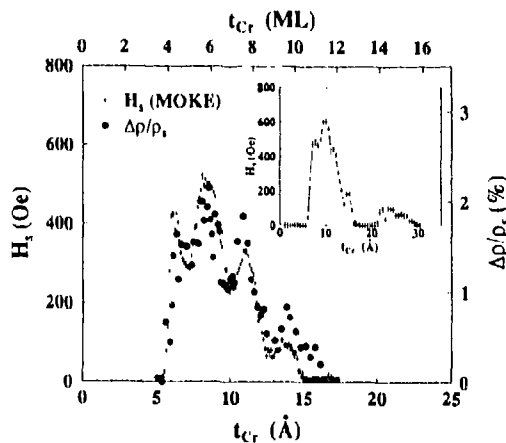 t_Cr (ML)
0 2 4 6 8 10 12 14 16
800
600
400
200
0
H_s (Oe)
H_s (MOKE)
Δρ/ρ_s
800
600
400
200
0
H_s (Oe)
0 10 20 30
t_Cr (Å)
3
2
1
0
Δρ/ρ_s (%)
0 5 10 15 20 25
t_Cr (Å)